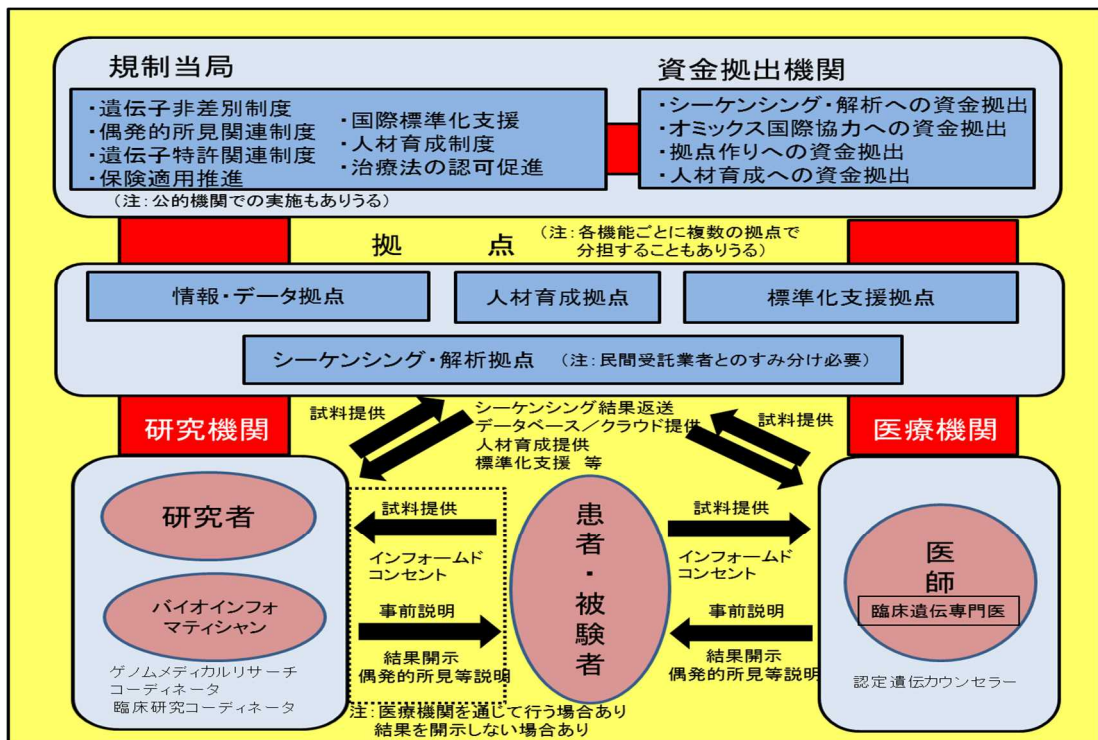 規制当局
・遺伝子非差別制度
・偶発的所見関連制度
・遺伝子特許関連制度
・保険適用推進
・国際標準化支援
・人材育成制度
・治療法の認可促進
(注:公的機関での実施もありうる)
資金拠出機関
・シーケンシング・解析への資金拠出
・オミックス国際協力への資金拠出
・拠点作りへの資金拠出
・人材育成への資金拠出
拠 点
(注:各機能ごとに複数の拠点で
分担することもありうる)
情報・データ拠点
人材育成拠点
標準化支援拠点
シーケンシング・解析拠点 (注:民間受託業者とのすみ分け必要)
研究機関
試料提供
シーケンシング結果返送
データベース/クラウド提供
人材育成提供
標準化支援 等
試料提供
医療機関
研究者
バイオインフォ
マティシャン
ゲノムメディカルリサーチ
コーディネータ
臨床研究コーディネータ
試料提供
インフォームド
コンセント
事前説明
結果開示
偶発的所見等説明
注:医療機関を通じて行う場合あり
結果を開示しない場合あり
患者・被験者
試料提供
インフォームド
コンセント
事前説明
結果開示
偶発的所見等説明
医師
臨床遺伝専門医
認定遺伝カウンセラー